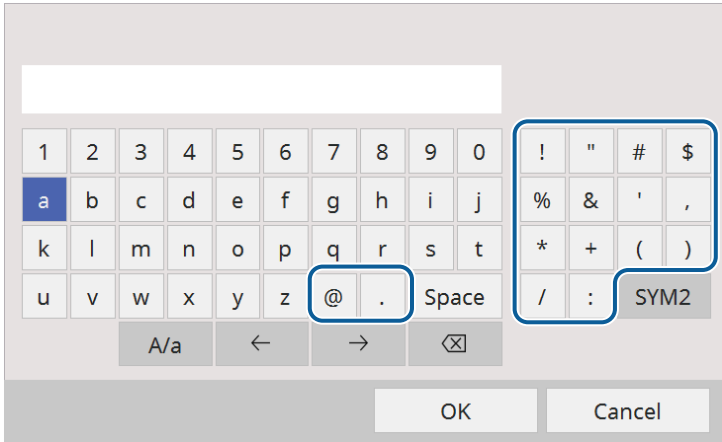 1 2 3 4 5 6 7 8 9 0 ! " # $
a b c d e f g h i j % & ' ,
k l m n o p q r s t * + ( )
u v w x y z @ . Space / : SYM2
A/a ← → ⌫
OK Cancel